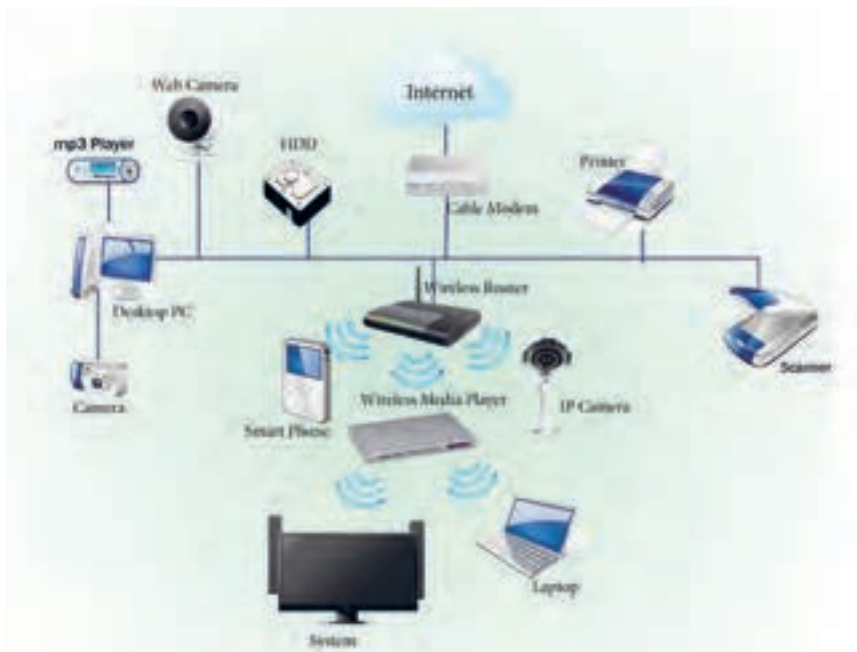 Web Camera
Internet
mp3 Player
HDD
Printer
Cable Modem
Wireless Router
Desktop PC
Scanner
Camera
Wireless Media Player
IP Camera
Smart Phone
Laptop
System